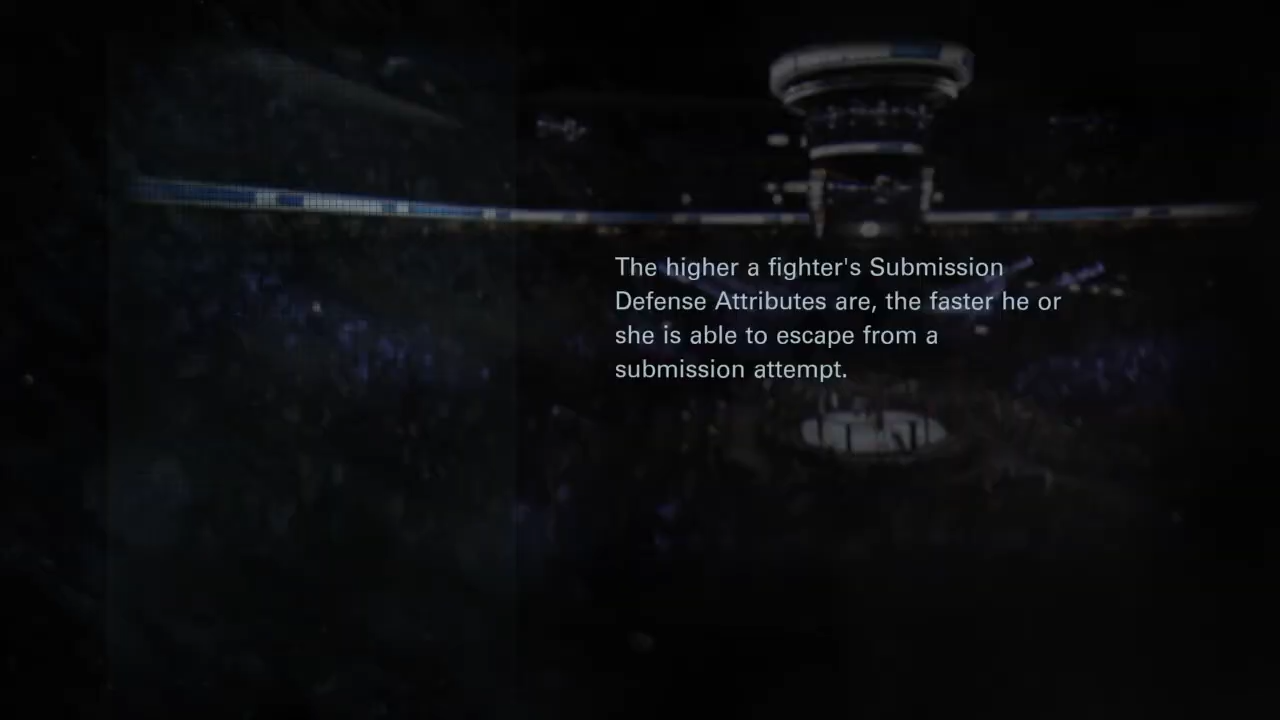 The higher a fighter's Submission
Defense Attributes are, the faster he or
she is able to escape from a
submission attempt.